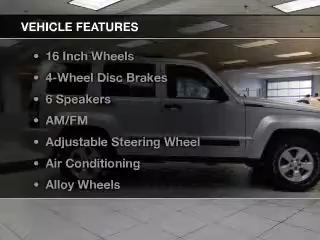 VEHICLE FEATURES
• 16 Inch Wheels
• 4-Wheel Disc Brakes
• 6 Speakers
• AM/FM
• Adjustable Steering Wheel
• Air Conditioning
• Alloy Wheels